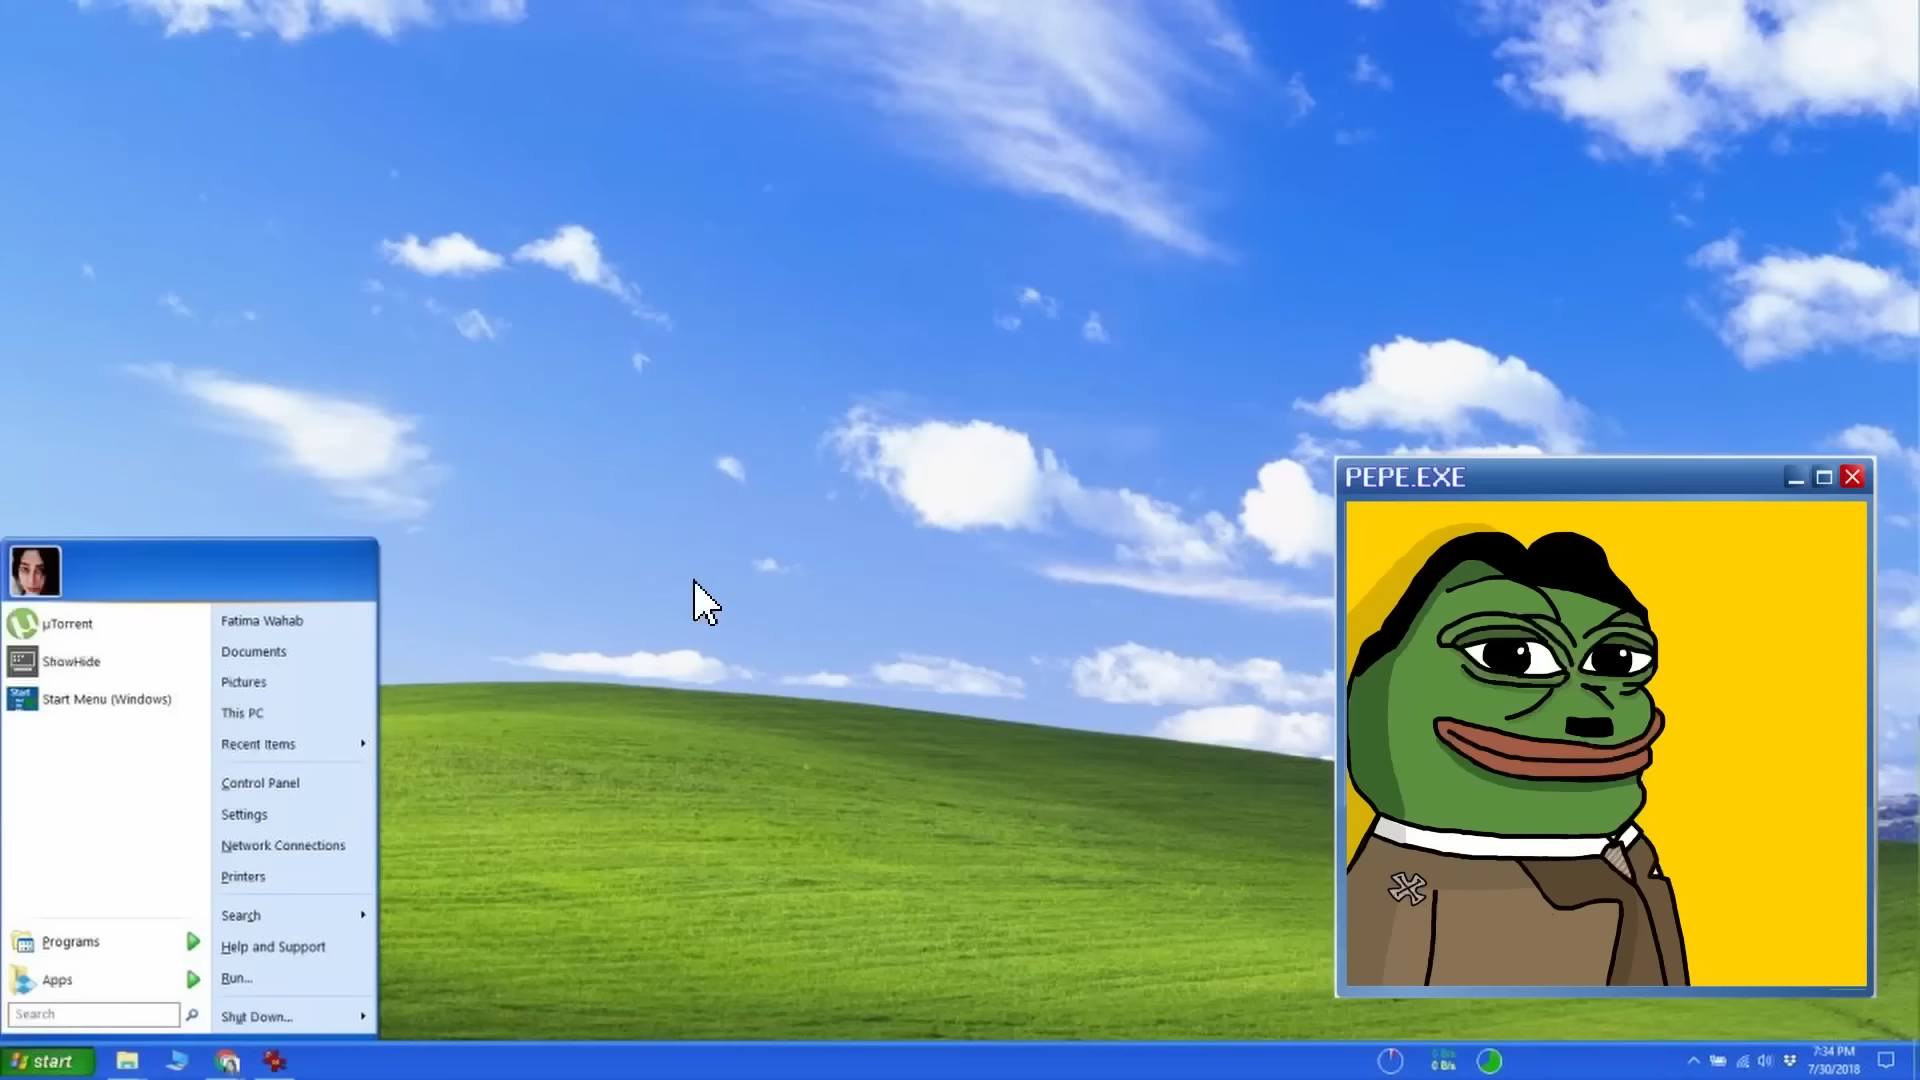 PEPE.EXE
µTorrent
ShowHide
Start Menu (Windows)
Programs
Apps
Search
Fatima Wahab
Documents
Pictures
This PC
Recent Items
Control Panel
Settings
Network Connections
Printers
Search
Help and Support
Run...
Shut Down...
start
0 B/s
0 B/s
7:34 PM
7/30/2018